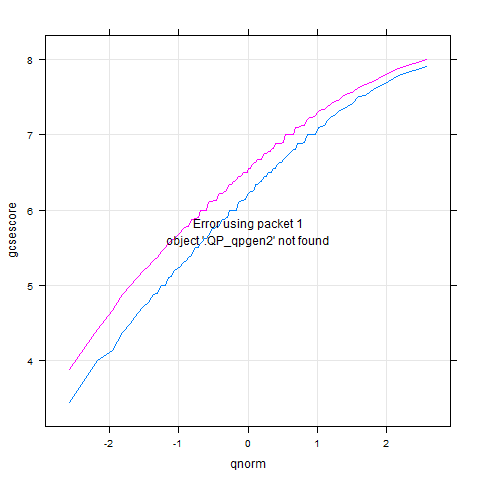 8
7
6
5
4
gcsescore
Error using packet 1
object '.QP_qpgen2' not found
-2 -1 0 1 2
qnorm